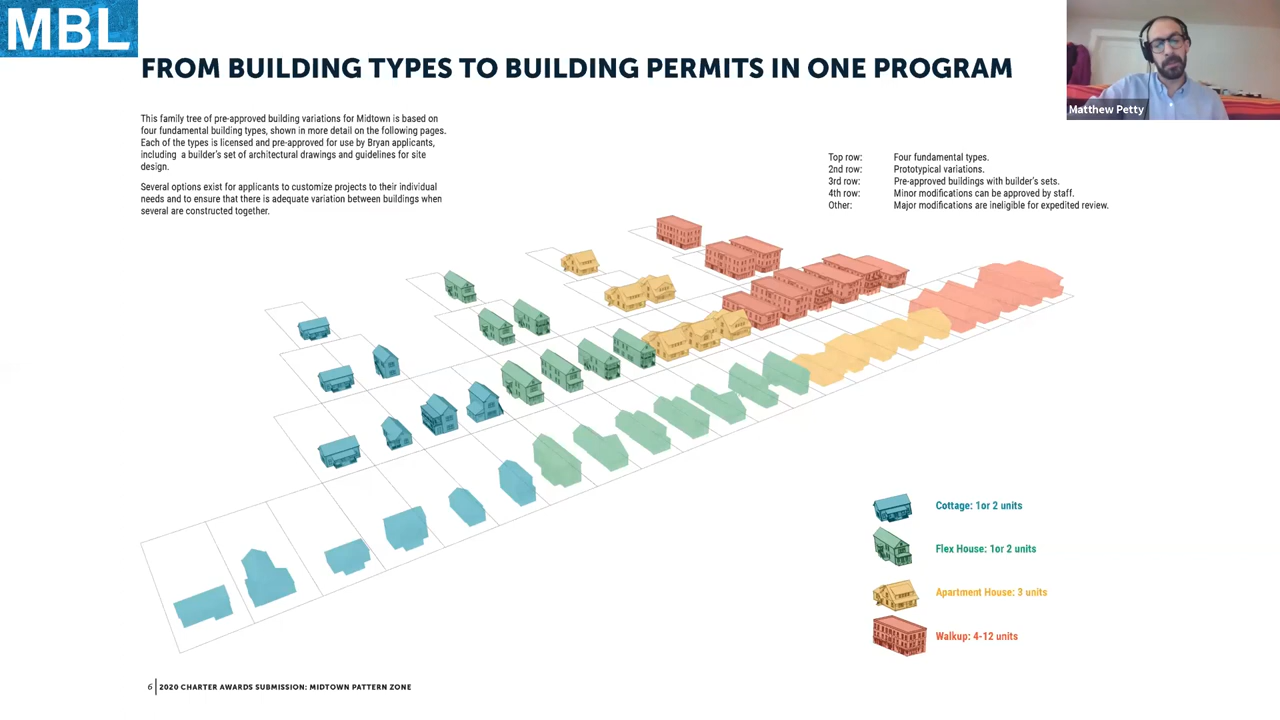 MBL
FROM BUILDING TYPES TO BUILDING PERMITS IN ONE PROGRAM
Matthew Petty
This family tree of pre-approved building variations for Midtown is based on
four fundamental building types, shown in more detail on the following pages.
Each of the types is licensed and pre-approved for use by Bryan applicants,
including a builder's set of architectural drawings and guidelines for site
design.
Several options exist for applicants to customize projects to their individual
needs and to ensure that there is adequate variation between buildings when
several are constructed together.
Top row: Four fundamental types.
2nd row: Prototypical variations.
3rd row: Pre-approved buildings with builder's sets.
4th row: Minor modifications can be approved by staff.
Other: Major modifications are ineligible for expedited review.
Cottage: 1or 2 units
Flex House: 1or 2 units
Apartment House: 3 units
Walkup: 4-12 units
6 2020 CHARTER AWARDS SUBMISSION: MIDTOWN PATTERN ZONE